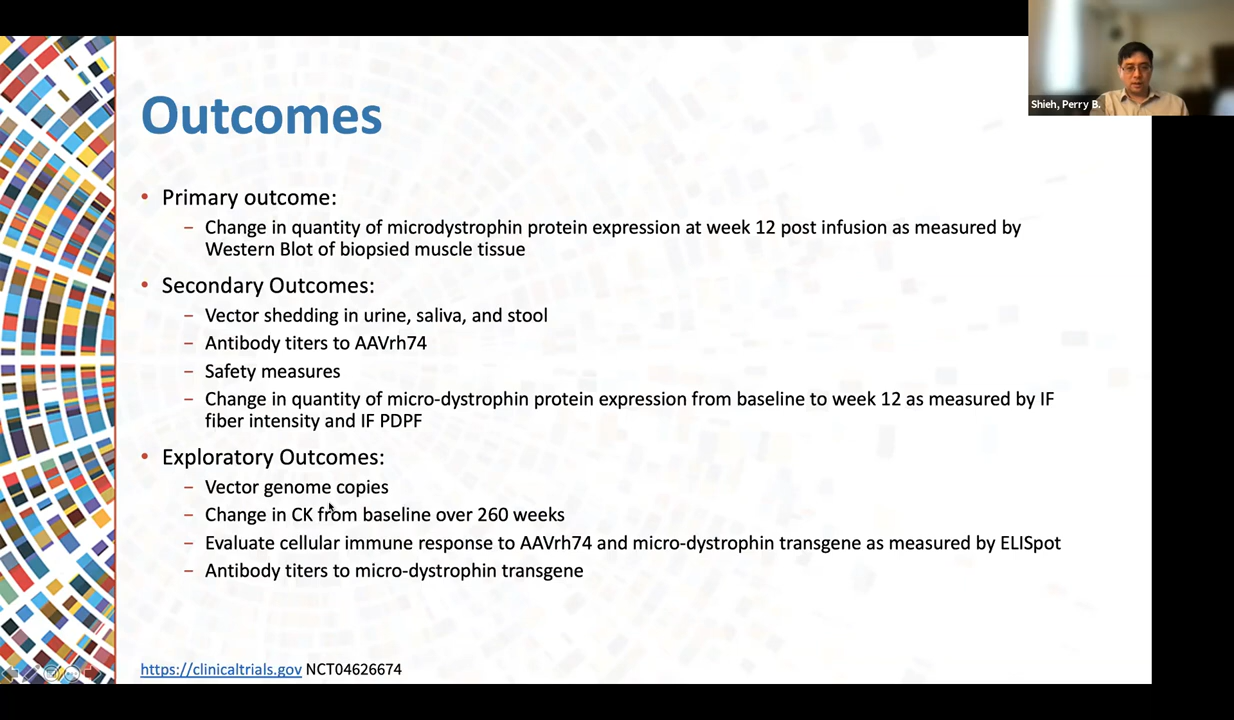 Shieh, Perry B.
Outcomes
• Primary outcome:
– Change in quantity of microdystrophin protein expression at week 12 post infusion as measured by
Western Blot of biopsied muscle tissue
• Secondary Outcomes:
– Vector shedding in urine, saliva, and stool
– Antibody titers to AAVrh74
– Safety measures
– Change in quantity of micro-dystrophin protein expression from baseline to week 12 as measured by IF
fiber intensity and IF PDPF
• Exploratory Outcomes:
– Vector genome copies
– Change in CK from baseline over 260 weeks
– Evaluate cellular immune response to AAVrh74 and micro-dystrophin transgene as measured by ELISpot
– Antibody titers to micro-dystrophin transgene
https://clinicaltrials.gov NCT04626674